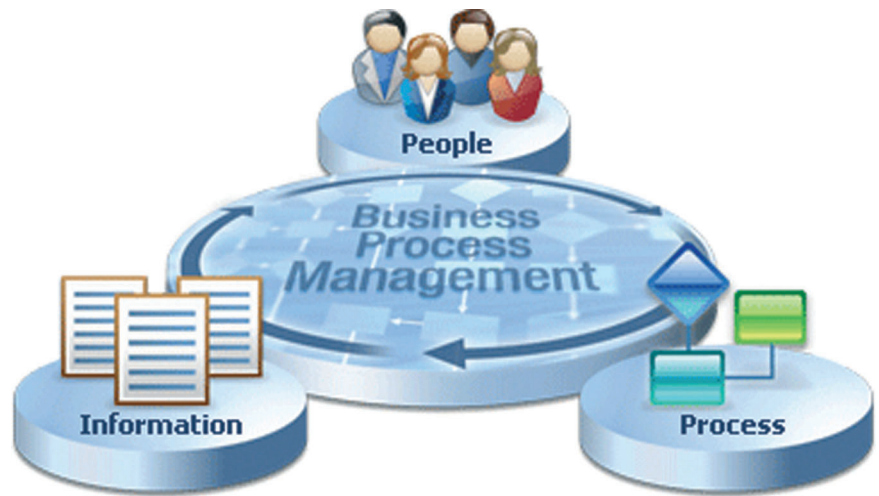 People
Business
Process
Management
Information
Process